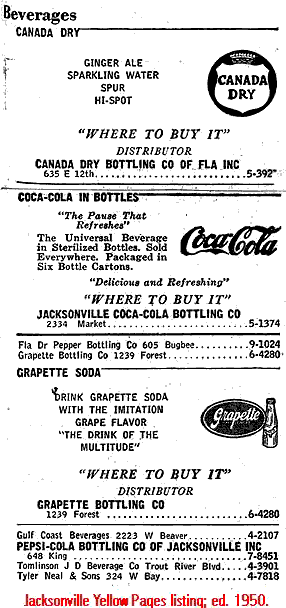 Beverages
CANADA DRY
GINGER ALE
SPARKLING WATER
SPUR
HI-SPOT
CANADA
DRY
"WHERE TO BUY IT"
DISTRIBUTOR
CANADA DRY BOTTLING CO OF FLA INC
635 E 12th..............................5-392
COCA-COLA IN BOTTLES
"The Pause That
Refreshes"
The Universal Beverage
in Sterilized Bottles. Sold
Everywhere. Packaged in
Six Bottle Cartons.
Coca-Cola
"Delicious and Refreshing"
"WHERE TO BUY IT"
JACKSONVILLE COCA-COLA BOTTLING CO
2334 Market............................5-1374
Fla Dr Pepper Bottling Co 605 Bugbee..........9-1024
Grapette Bottling Co 1239 Forest..............6-4280
GRAPETTE SODA
DRINK GRAPETTE SODA
WITH THE IMITATION
GRAPE FLAVOR
"THE DRINK OF THE
MULTITUDE"
Grapette
"WHERE TO BUY IT"
DISTRIBUTOR
GRAPETTE BOTTLING CO
1239 Forest ............................6-4280
Gulf Coast Beverages 2223 W Beaver...........4-2107
PEPSI-COLA BOTTLING CO OF JACKSONVILLE INC
648 King ...............................7-8451
Tomlinson J D Beverage Co Trout River Blvd.....4-3901
Tyler Neal & Sons 324 W Bay..................4-7818
Jacksonville Yellow Pages listing; ed. 1950.